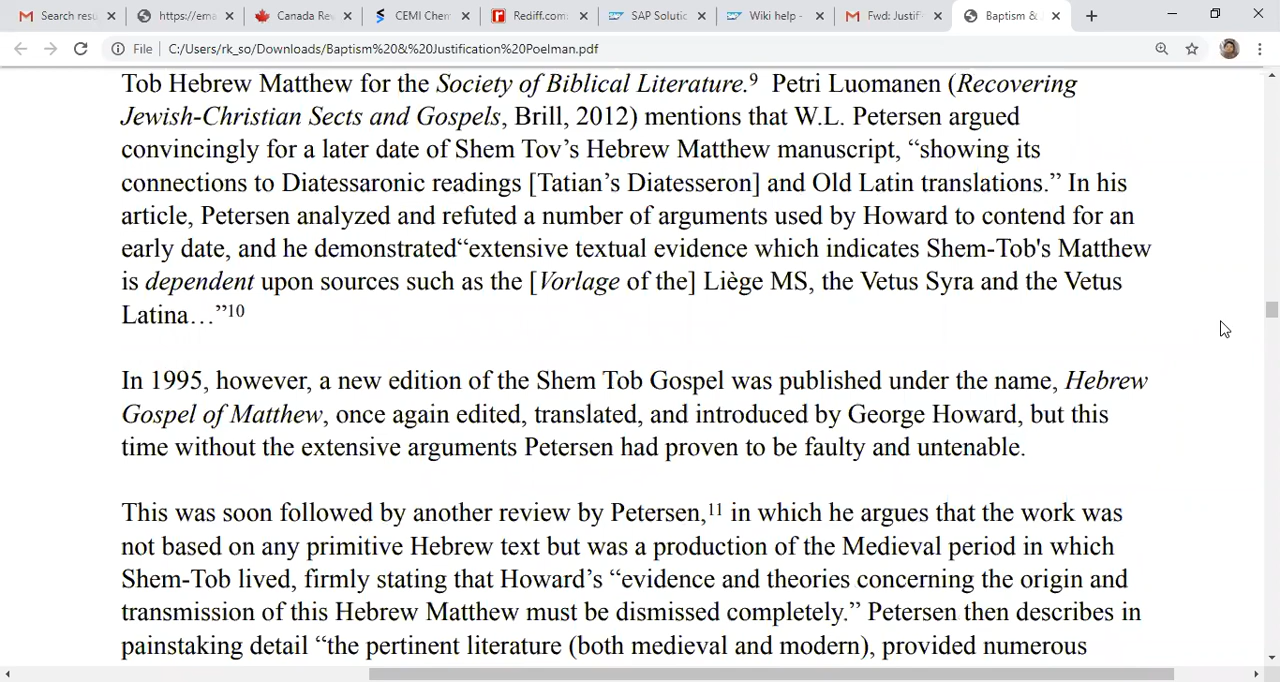 Search resu
https://ema
Canada Rev
CEMI Chem
Rediff.com:
SAP Solutic
Wiki help -
Fwd: Justif
Baptism &
File C:/Users/rk_so/Downloads/Baptism%20&%20Justification%20Poelman.pdf
Tob Hebrew Matthew for the Society of Biblical Literature.9 Petri Luomanen (Recovering
Jewish-Christian Sects and Gospels, Brill, 2012) mentions that W.L. Petersen argued
convincingly for a later date of Shem Tov’s Hebrew Matthew manuscript, “showing its
connections to Diatessaronic readings [Tatian’s Diatesseron] and Old Latin translations.” In his
article, Petersen analyzed and refuted a number of arguments used by Howard to contend for an
early date, and he demonstrated“extensive textual evidence which indicates Shem-Tob's Matthew
is dependent upon sources such as the [Vorlage of the] Liège MS, the Vetus Syra and the Vetus
Latina…”10
In 1995, however, a new edition of the Shem Tob Gospel was published under the name, Hebrew
Gospel of Matthew, once again edited, translated, and introduced by George Howard, but this
time without the extensive arguments Petersen had proven to be faulty and untenable.
This was soon followed by another review by Petersen,11 in which he argues that the work was
not based on any primitive Hebrew text but was a production of the Medieval period in which
Shem-Tob lived, firmly stating that Howard’s “evidence and theories concerning the origin and
transmission of this Hebrew Matthew must be dismissed completely.” Petersen then describes in
painstaking detail “the pertinent literature (both medieval and modern), provided numerous